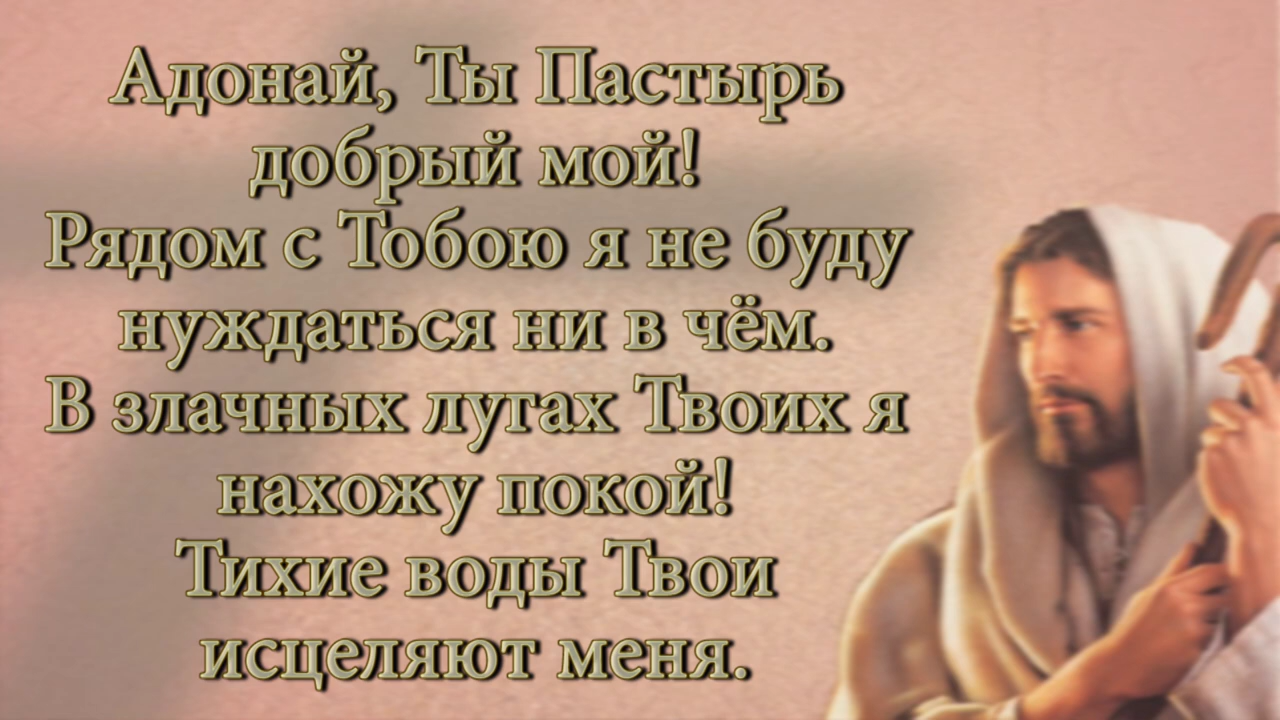 Адонай, Ты Пастырь
добрый мой!
Рядом с Тобою я не буду
нуждаться ни в чём.
В злачных лугах Твоих я
нахожу покой!
Тихие воды Твои
исцеляют меня.